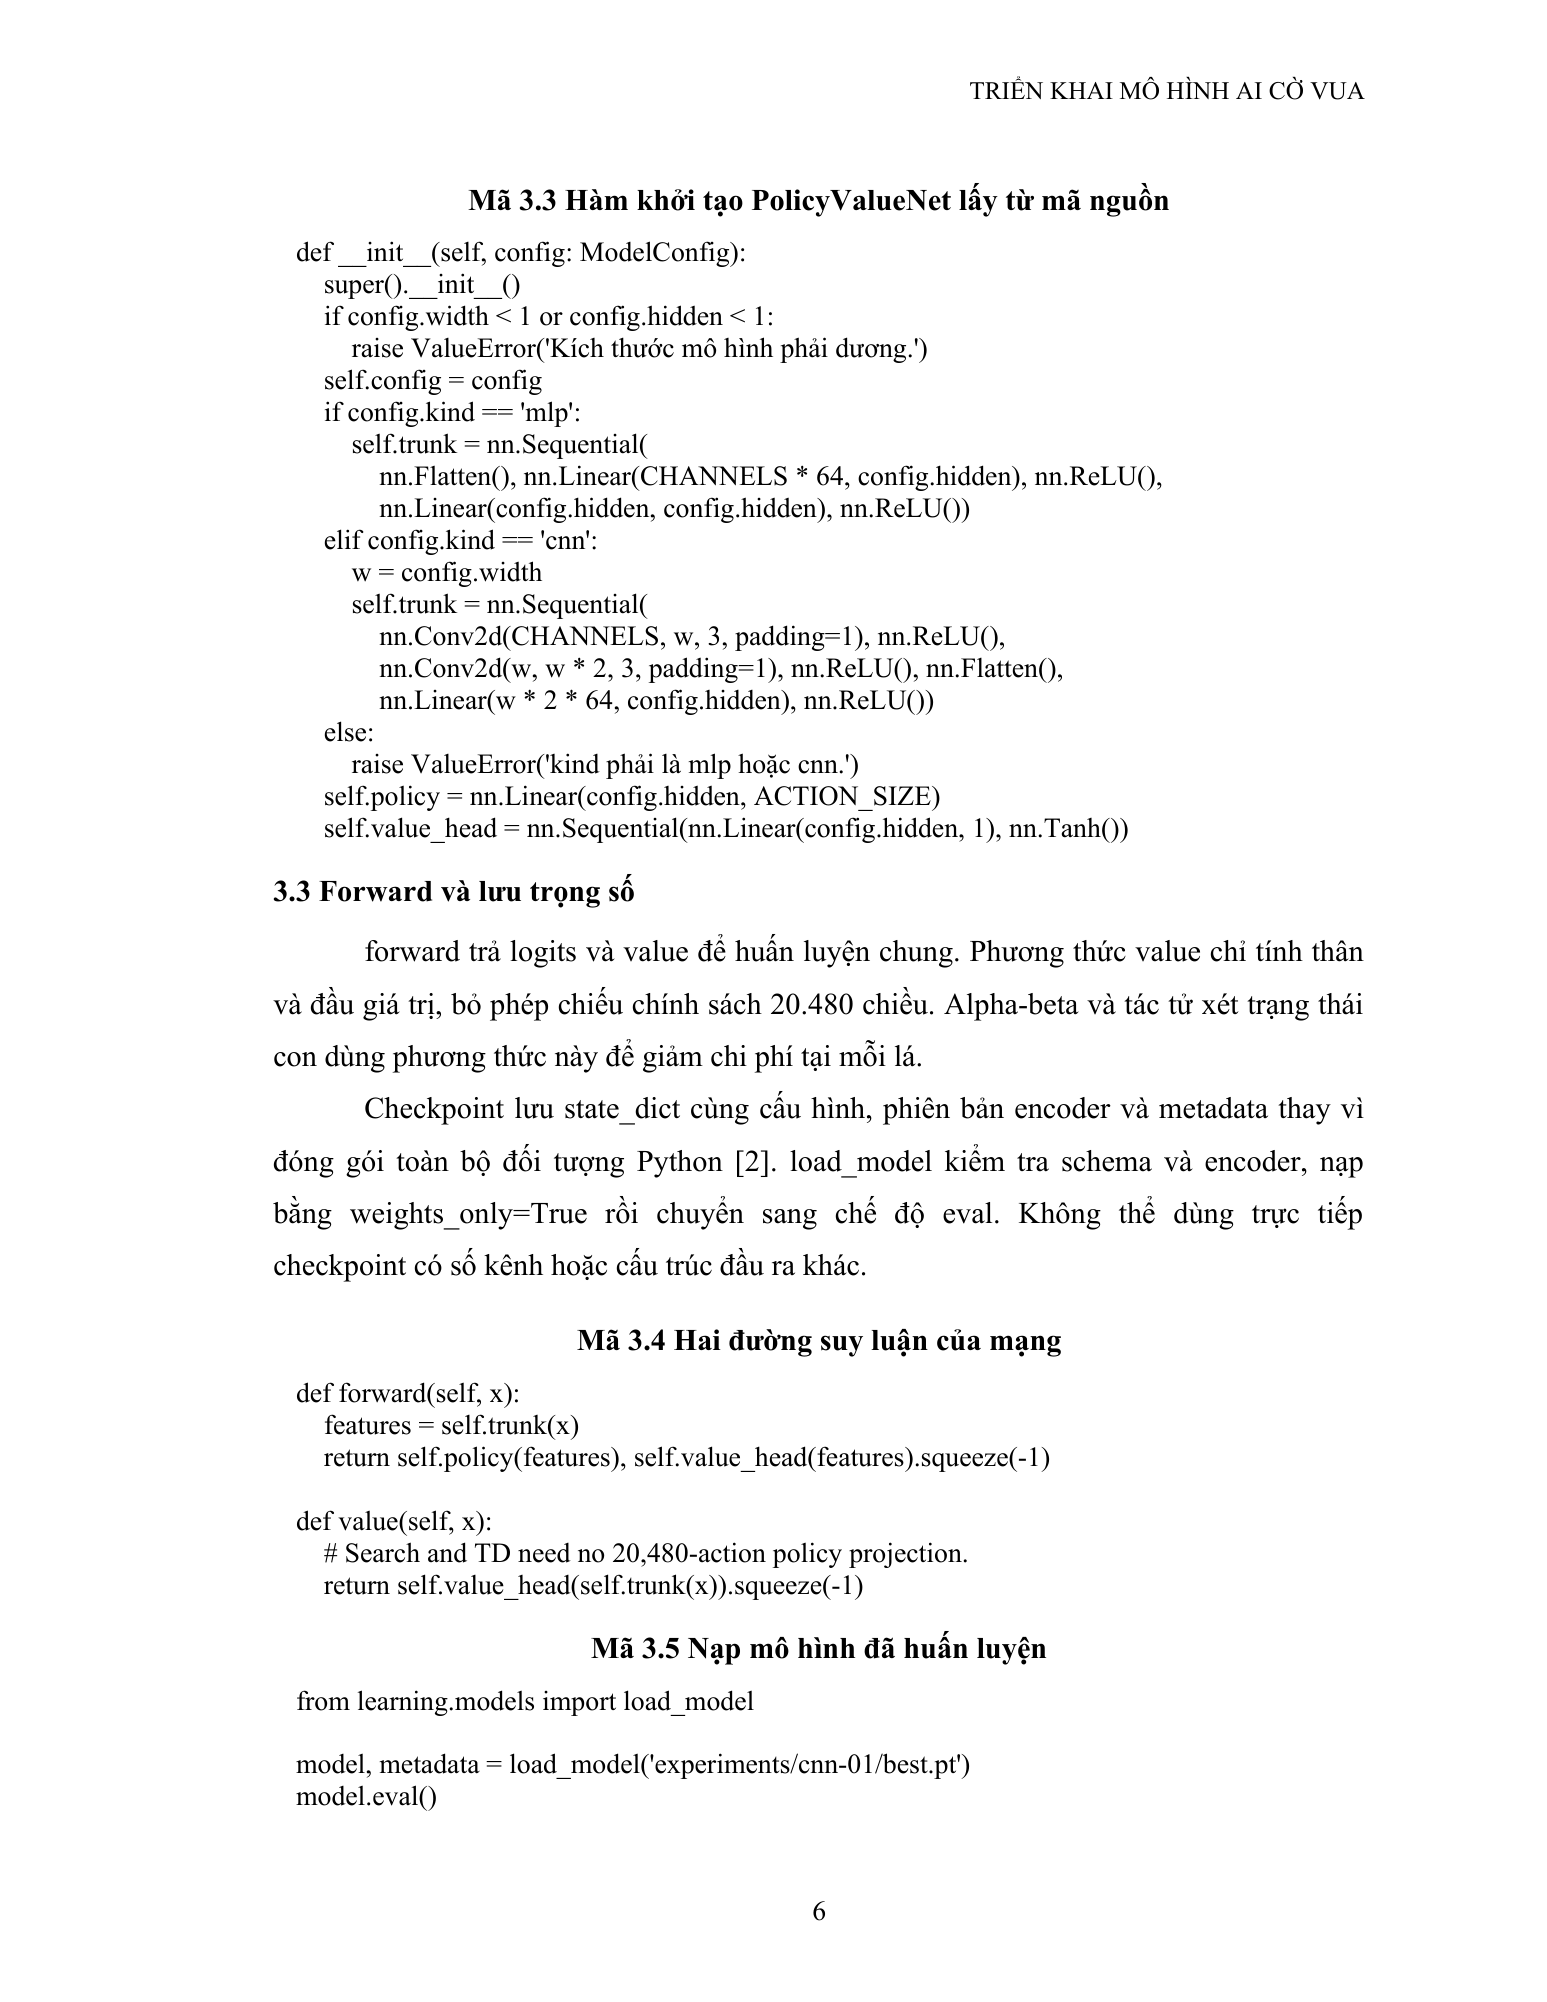 TRIỂN KHAI MÔ HÌNH AI CỜ VUA
Mã 3.3 Hàm khởi tạo PolicyValueNet lấy từ mã nguồn
def __init__(self, config: ModelConfig):
super().__init__()
if config.width < 1 or config.hidden < 1:
raise ValueError('Kích thước mô hình phải dương.')
self.config = config
if config.kind == 'mlp':
self.trunk = nn.Sequential(
nn.Flatten(), nn.Linear(CHANNELS * 64, config.hidden), nn.ReLU(),
nn.Linear(config.hidden, config.hidden), nn.ReLU())
elif config.kind == 'cnn':
w = config.width
self.trunk = nn.Sequential(
nn.Conv2d(CHANNELS, w, 3, padding=1), nn.ReLU(),
nn.Conv2d(w, w * 2, 3, padding=1), nn.ReLU(), nn.Flatten(),
nn.Linear(w * 2 * 64, config.hidden), nn.ReLU())
else:
raise ValueError('kind phải là mlp hoặc cnn.')
self.policy = nn.Linear(config.hidden, ACTION_SIZE)
self.value_head = nn.Sequential(nn.Linear(config.hidden, 1), nn.Tanh())
3.3 Forward và lưu trọng số
forward trả logits và value để huấn luyện chung. Phương thức value chỉ tính thân
và đầu giá trị, bỏ phép chiếu chính sách 20.480 chiều. Alpha-beta và tác tử xét trạng thái
con dùng phương thức này để giảm chi phí tại mỗi lá.
Checkpoint lưu state_dict cùng cấu hình, phiên bản encoder và metadata thay vì
đóng gói toàn bộ đối tượng Python [2]. load_model kiểm tra schema và encoder, nạp
bằng weights_only=True rồi chuyển sang chế độ eval. Không thể dùng trực tiếp
checkpoint có số kênh hoặc cấu trúc đầu ra khác.
Mã 3.4 Hai đường suy luận của mạng
def forward(self, x):
features = self.trunk(x)
return self.policy(features), self.value_head(features).squeeze(-1)
def value(self, x):
# Search and TD need no 20,480-action policy projection.
return self.value_head(self.trunk(x)).squeeze(-1)
Mã 3.5 Nạp mô hình đã huấn luyện
from learning.models import load_model
model, metadata = load_model('experiments/cnn-01/best.pt')
model.eval()
6